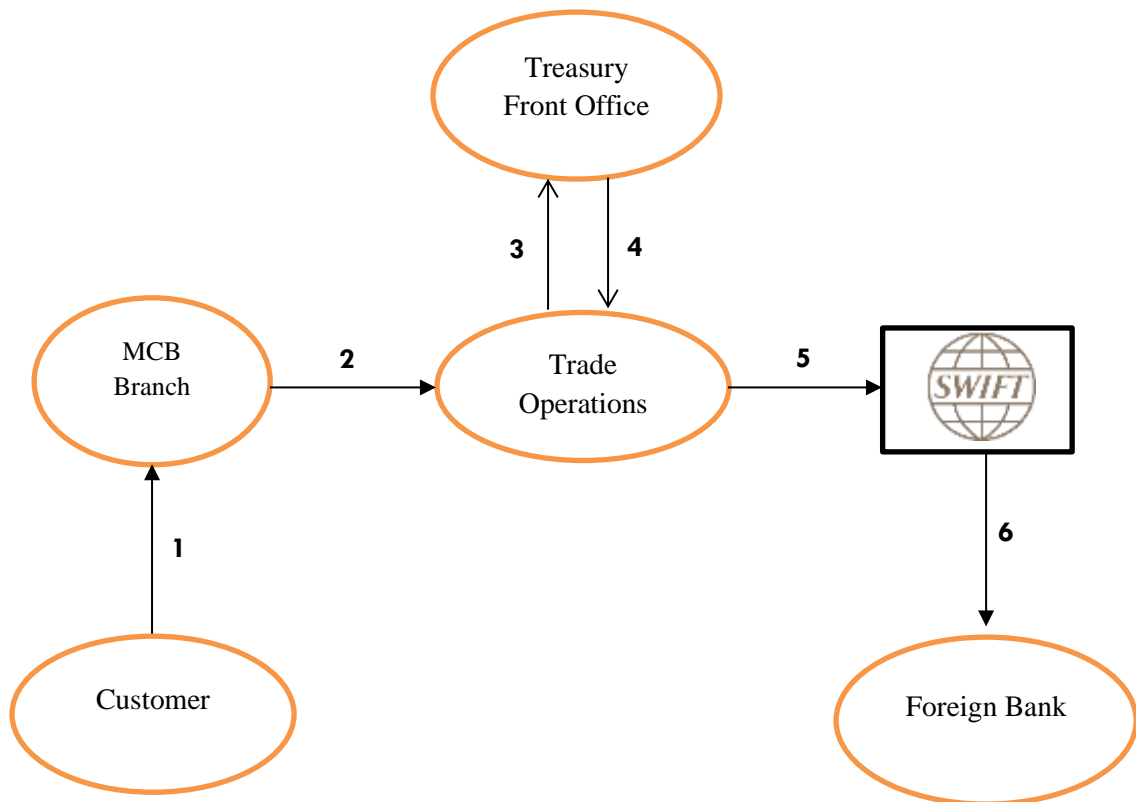 Treasury
Front Office
3
4
MCB
Branch
2
Trade
Operations
5
SWIFT
1
6
Customer
Foreign Bank